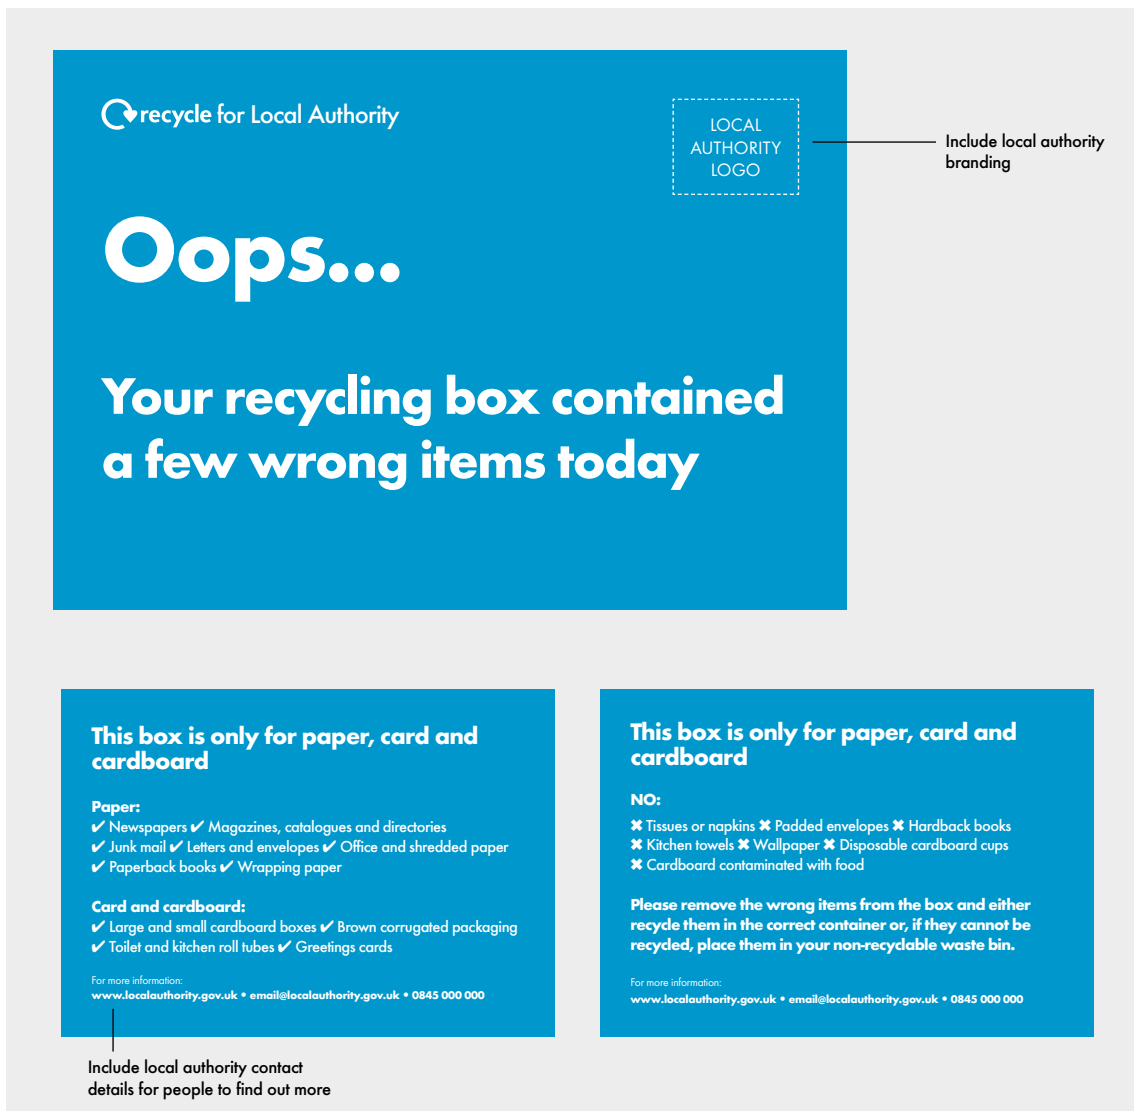 recycle for Local Authority
LOCAL
AUTHORITY
LOGO
Include local authority
branding
Oops...
Your recycling box contained
a few wrong items today
This box is only for paper, card and
cardboard
Paper:
✔ Newspapers ✔ Magazines, catalogues and directories
✔ Junk mail ✔ Letters and envelopes ✔ Office and shredded paper
✔ Paperback books ✔ Wrapping paper
Card and cardboard:
✔ Large and small cardboard boxes ✔ Brown corrugated packaging
✔ Toilet and kitchen roll tubes ✔ Greetings cards
For more information:
www.localauthority.gov.uk • email@localauthority.gov.uk • 0845 000 000
Include local authority contact
details for people to find out more
This box is only for paper, card and
cardboard
NO:
✖ Tissues or napkins ✖ Padded envelopes ✖ Hardback books
✖ Kitchen towels ✖ Wallpaper ✖ Disposable cardboard cups
✖ Cardboard contaminated with food
Please remove the wrong items from the box and either
recycle them in the correct container or, if they cannot be
recycled, place them in your non-recyclable waste bin.
For more information:
www.localauthority.gov.uk • email@localauthority.gov.uk • 0845 000 000